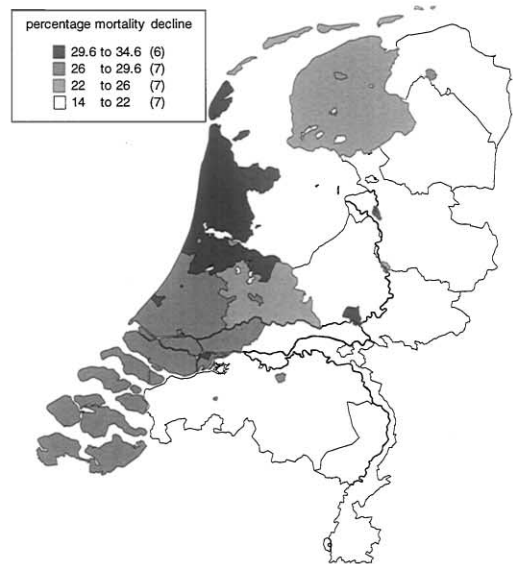 percentage mortality decline
29.6 to 34.6 (6)
26 to 29.6 (7)
22 to 26 (7)
14 to 22 (7)